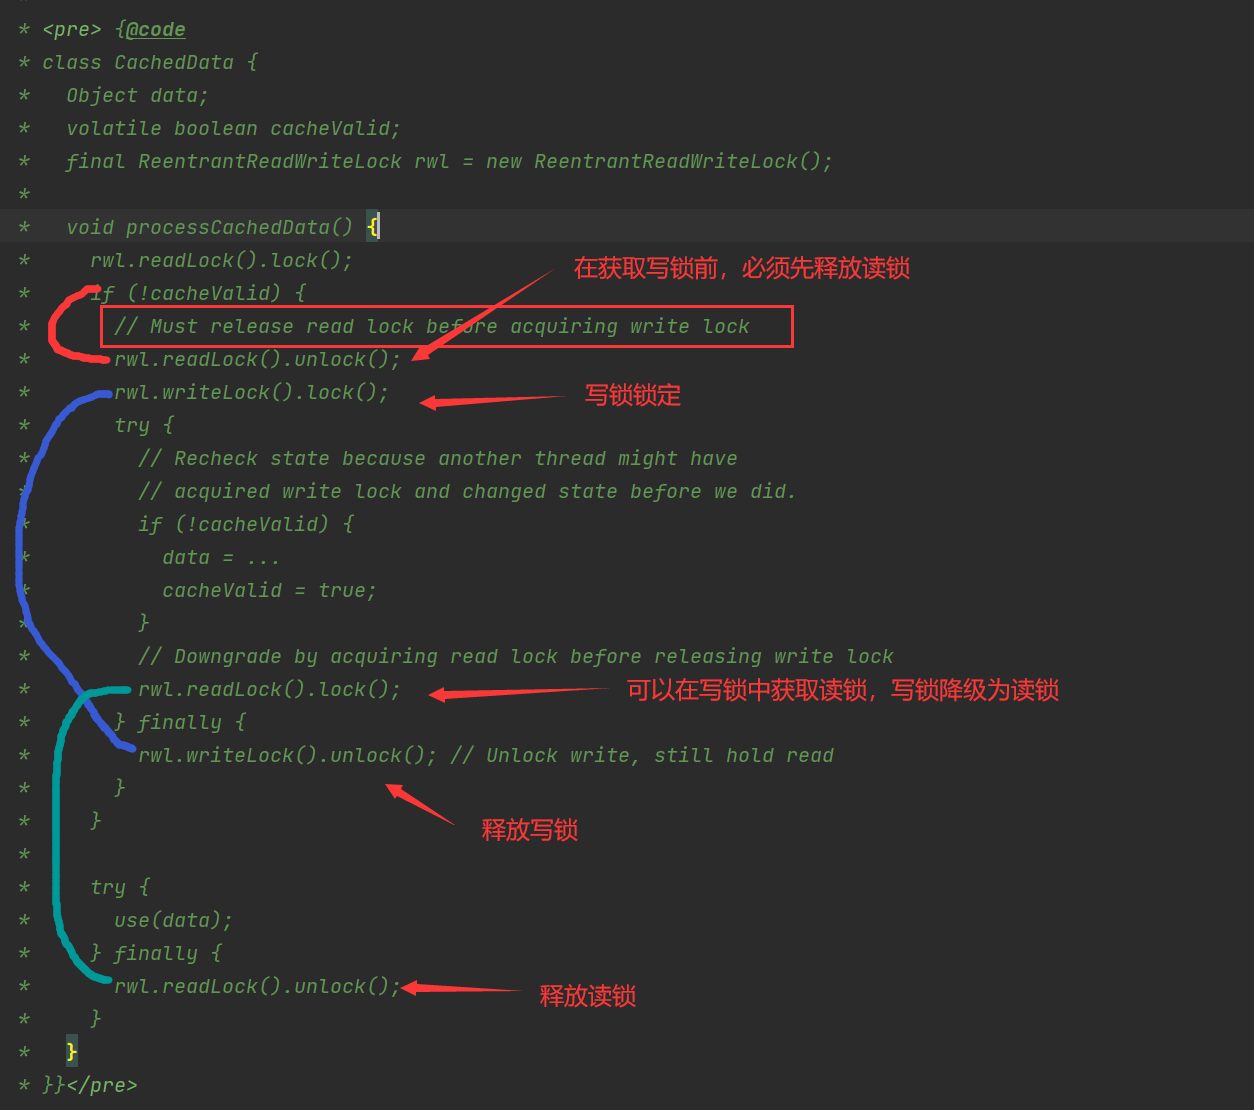 * <pre> {@code
* class CachedData {
*   Object data;
*   volatile boolean cacheValid;
*   final ReentrantReadWriteLock rwl = new ReentrantReadWriteLock();
*
*   void processCachedData() {
*     rwl.readLock().lock();
在获取写锁前，必须先释放读锁
*     if (!cacheValid) {
*       // Must release read lock before acquiring write lock
*       rwl.readLock().unlock();
*       rwl.writeLock().lock();
写锁锁定
*       try {
*         // Recheck state because another thread might have
*         // acquired write lock and changed state before we did.
*         if (!cacheValid) {
*           data = ...
*           cacheValid = true;
*         }
*         // Downgrade by acquiring read lock before releasing write lock
*         rwl.readLock().lock();
可以在写锁中获取读锁，写锁降级为读锁
*       } finally {
*         rwl.writeLock().unlock(); // Unlock write, still hold read
*       }
*     }
释放写锁
*
*     try {
*       use(data);
*     } finally {
*       rwl.readLock().unlock();
释放读锁
*     }
*   }
* }}</pre>